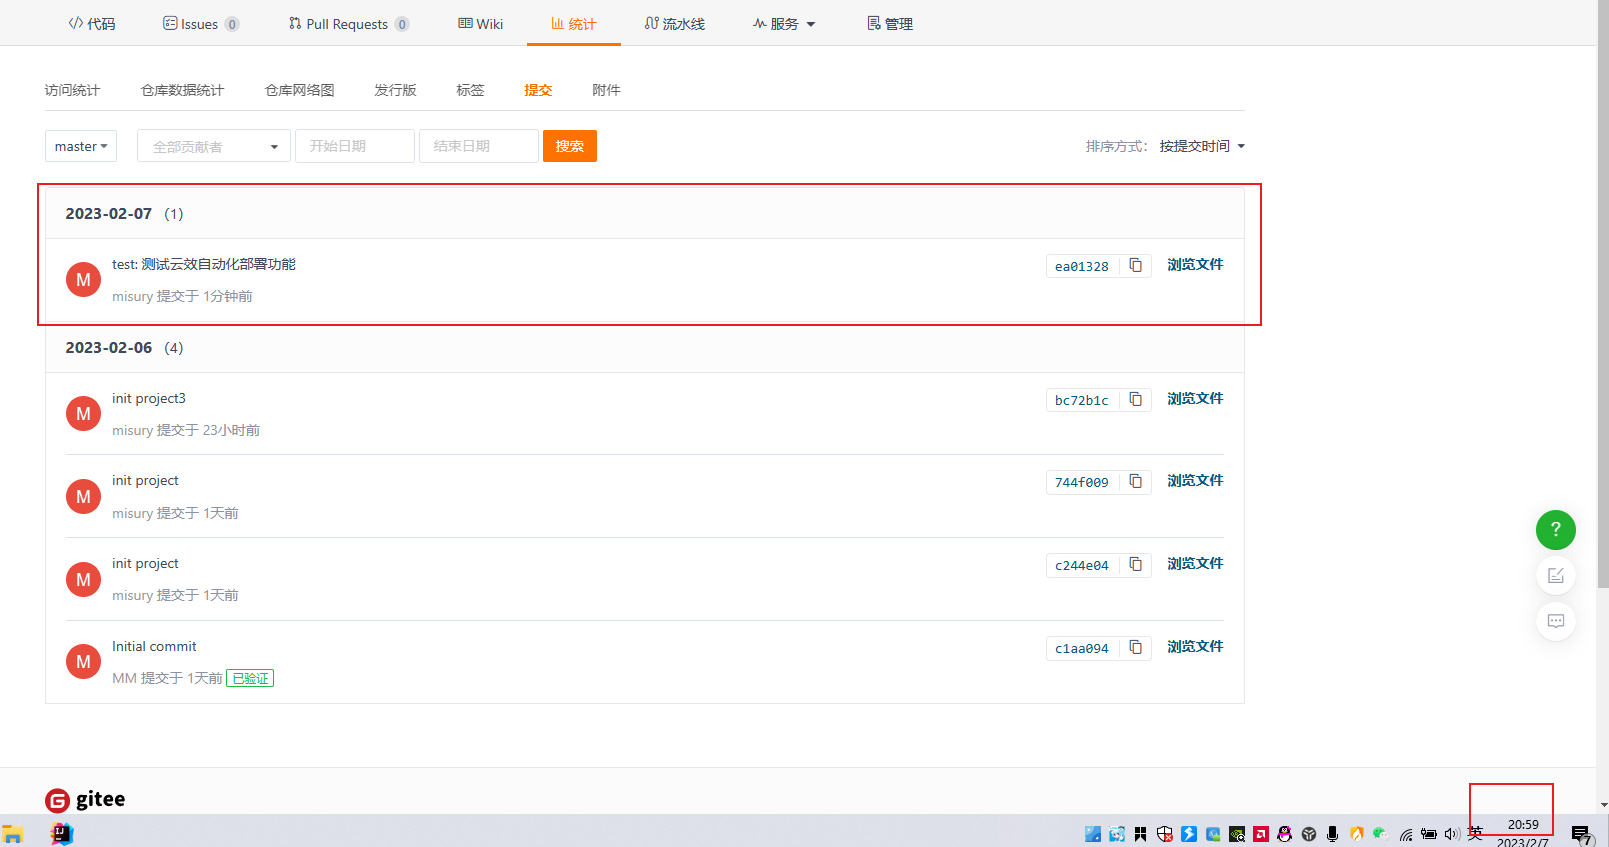 代码 Issues 0 Pull Requests 0 Wiki 统计 流水线 服务 管理
访问统计 仓库数据统计 仓库网络图 发行版 标签 提交 附件
master 全部贡献者 开始日期 结束日期 搜索 排序方式: 按提交时间
2023-02-07 (1)
M test: 测试云效自动化部署功能 ea01328 浏览文件
misury 提交于 1分钟前
2023-02-06 (4)
M init project3 bc72b1c 浏览文件
misury 提交于 23小时前
M init project 744f009 浏览文件
misury 提交于 1天前
M init project c244e04 浏览文件
misury 提交于 1天前
M Initial commit c1aa094 浏览文件
MM 提交于 1天前 已验证
?
G gitee
IJ 英 20:59
2023/2/7 7